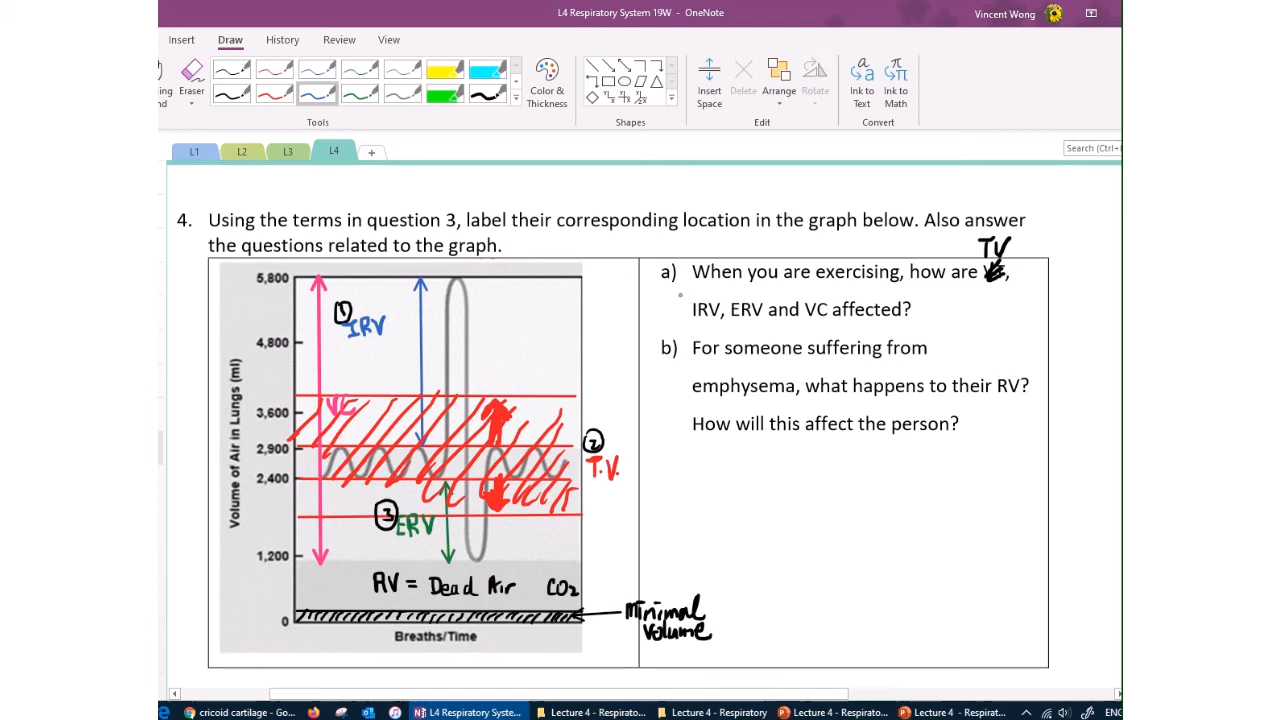 L4 Respiratory System 19W - OneNote
Vincent Wong
Insert Draw History Review View
Eraser
Color &
Thickness
Insert
Space
Delete
Arrange
Rotate
Ink to
Text
Ink to
Math
Tools
Shapes
Edit
Convert
L1 L2 L3 L4 +
Search (Ctrl+
4. Using the terms in question 3, label their corresponding location in the graph below. Also answer
the questions related to the graph.
Volume of Air in Lungs (ml)
5,800
4,800
3,600
2,900
2,400
1,200
0
Breaths/Time
1
IRV
VC
2
T.V.
3
ERV
RV = Dead Air CO2
Minimal
Volume
TV
a) When you are exercising, how are ,
IRV, ERV and VC affected?
b) For someone suffering from
emphysema, what happens to their RV?
How will this affect the person?
cricoid cartilage - Go...
L4 Respiratory Syste...
Lecture 4 - Respirato...
Lecture 4 - Respiratory
Lecture 4 - Respirato...
Lecture 4 - Respirat...
ENG